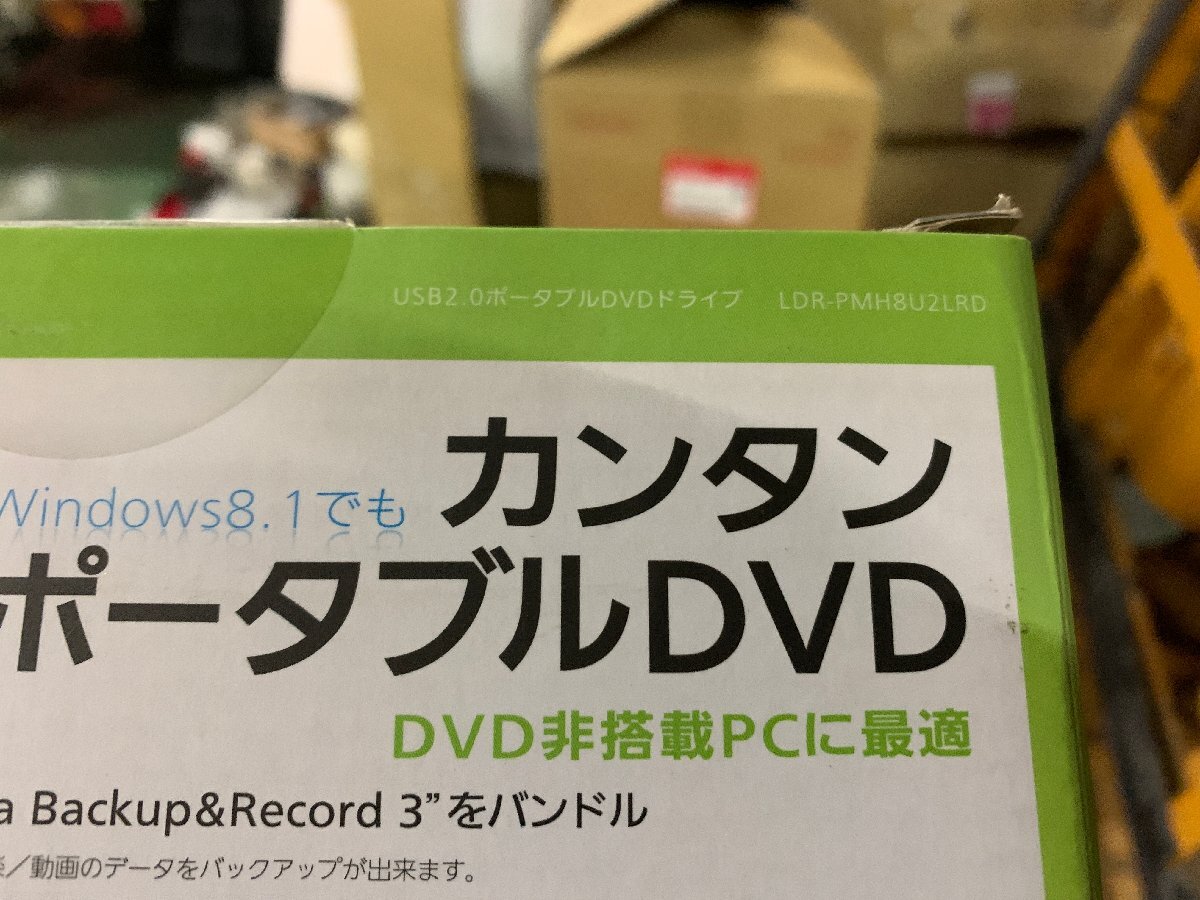 USB2.0ポータブルDVDドライブ LDR-PMH8U2LRD
Windows8.1でも カンタン
ポータブルDVD
DVD非搭載PCに最適
a Backup&Record 3”をバンドル
／動画のデータをバックアップが出来ます。